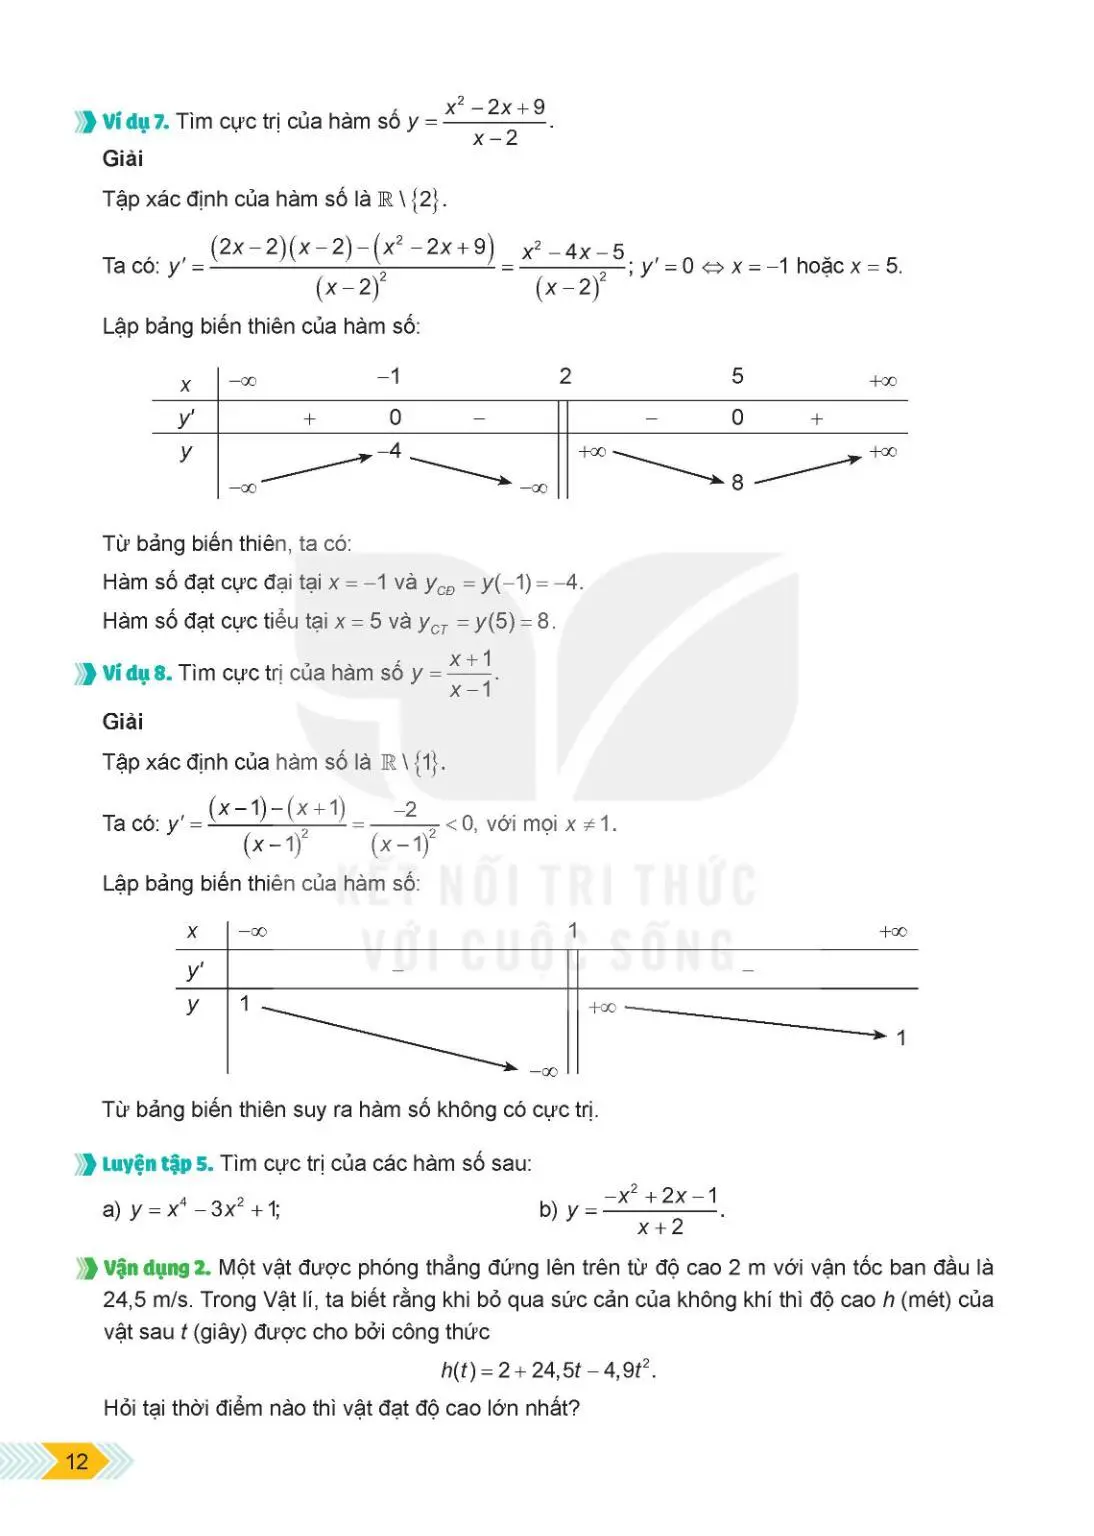 Ví dụ 7. Tìm cực trị của hàm số y = (x² − 2x + 9)/(x − 2).
Giải
Tập xác định của hàm số là ℝ \ {2}.
Ta có: y′ = ((2x − 2)(x − 2) − (x² − 2x + 9))/(x − 2)² = (x² − 4x − 5)/(x − 2)²; y′ = 0 ⇔ x = −1 hoặc x = 5.
Lập bảng biến thiên của hàm số:
x −∞ −1 2 5 +∞
y′ + 0 − − 0 +
y −4 +∞ +∞
−∞ −∞ 8
Từ bảng biến thiên, ta có:
Hàm số đạt cực đại tại x = −1 và y_CĐ = y(−1) = −4.
Hàm số đạt cực tiểu tại x = 5 và y_CT = y(5) = 8.
Ví dụ 8. Tìm cực trị của hàm số y = (x + 1)/(x − 1).
Giải
Tập xác định của hàm số là ℝ \ {1}.
Ta có: y′ = ((x − 1) − (x + 1))/(x − 1)² = −2/(x − 1)² < 0, với mọi x ≠ 1.
KẾT NỐI TRI THỨC
Lập bảng biến thiên của hàm số:
VỚI CUỘC SỐNG
x −∞ 1 +∞
y′ − −
y 1 +∞
1
−∞
Từ bảng biến thiên suy ra hàm số không có cực trị.
Luyện tập 5. Tìm cực trị của các hàm số sau:
a) y = x⁴ − 3x² + 1; b) y = (−x² + 2x − 1)/(x + 2).
Vận dụng 2. Một vật được phóng thẳng đứng lên trên từ độ cao 2 m với vận tốc ban đầu là
24,5 m/s. Trong Vật lí, ta biết rằng khi bỏ qua sức cản của không khí thì độ cao h (mét) của
vật sau t (giây) được cho bởi công thức
h(t) = 2 + 24,5t − 4,9t².
Hỏi tại thời điểm nào thì vật đạt độ cao lớn nhất?
12